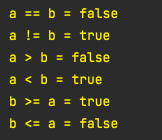 a == b = false
a != b = true
a > b = false
a < b = true
b >= a = true
b <= a = false